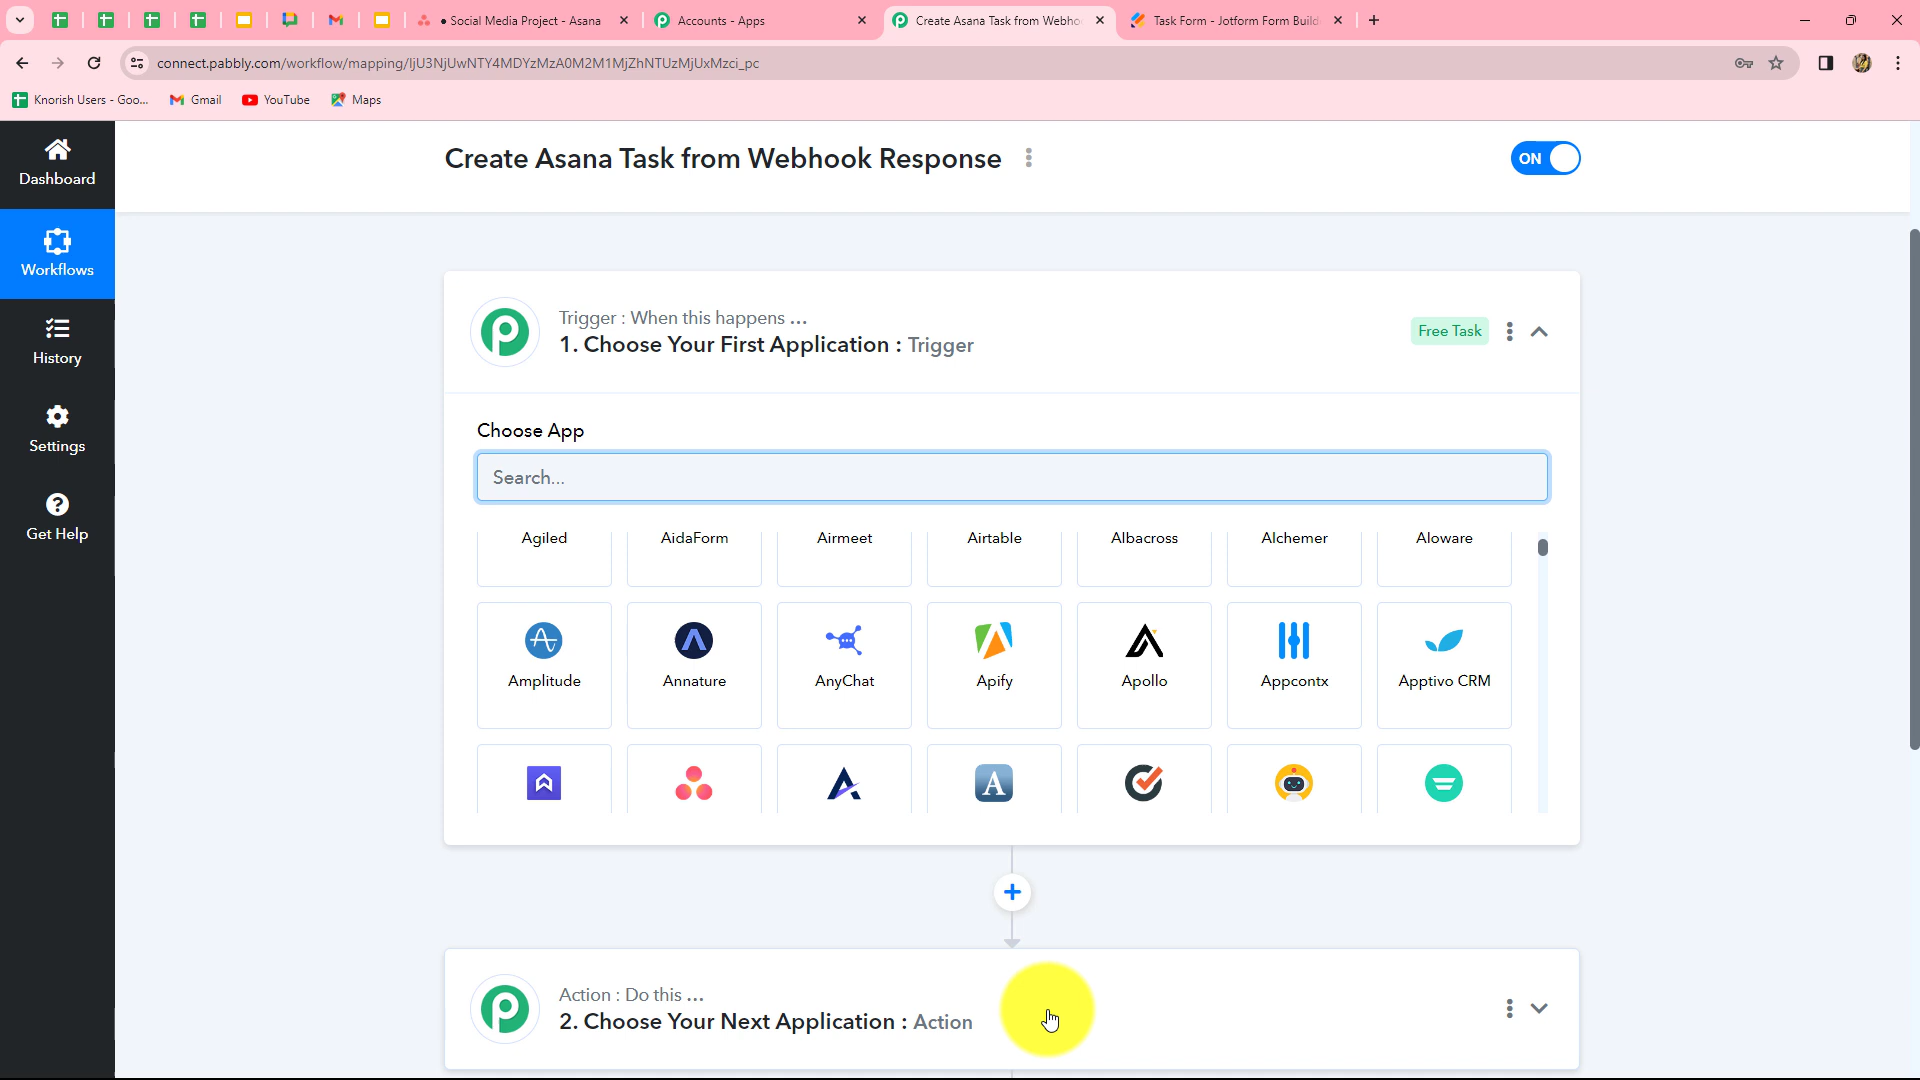 • Social Media Project - Asana
Accounts - Apps
Create Asana Task from Webho
Task Form - Jotform Form Build
connect.pabbly.com/workflow/mapping/IjU3NjUwNTY4MDYzMzA0M2M1MjZhNTUzMjUxMzci_pc
Knorish Users - Goo...
Gmail
YouTube
Maps
Dashboard
Workflows
History
Settings
Get Help
Create Asana Task from Webhook Response
ON
Trigger : When this happens ...
1. Choose Your First Application : Trigger
Free Task
Choose App
Search...
Agiled
AidaForm
Airmeet
Airtable
Albacross
Alchemer
Aloware
Amplitude
Annature
AnyChat
Apify
Apollo
Appcontx
Apptivo CRM
Action : Do this ...
2. Choose Your Next Application : Action